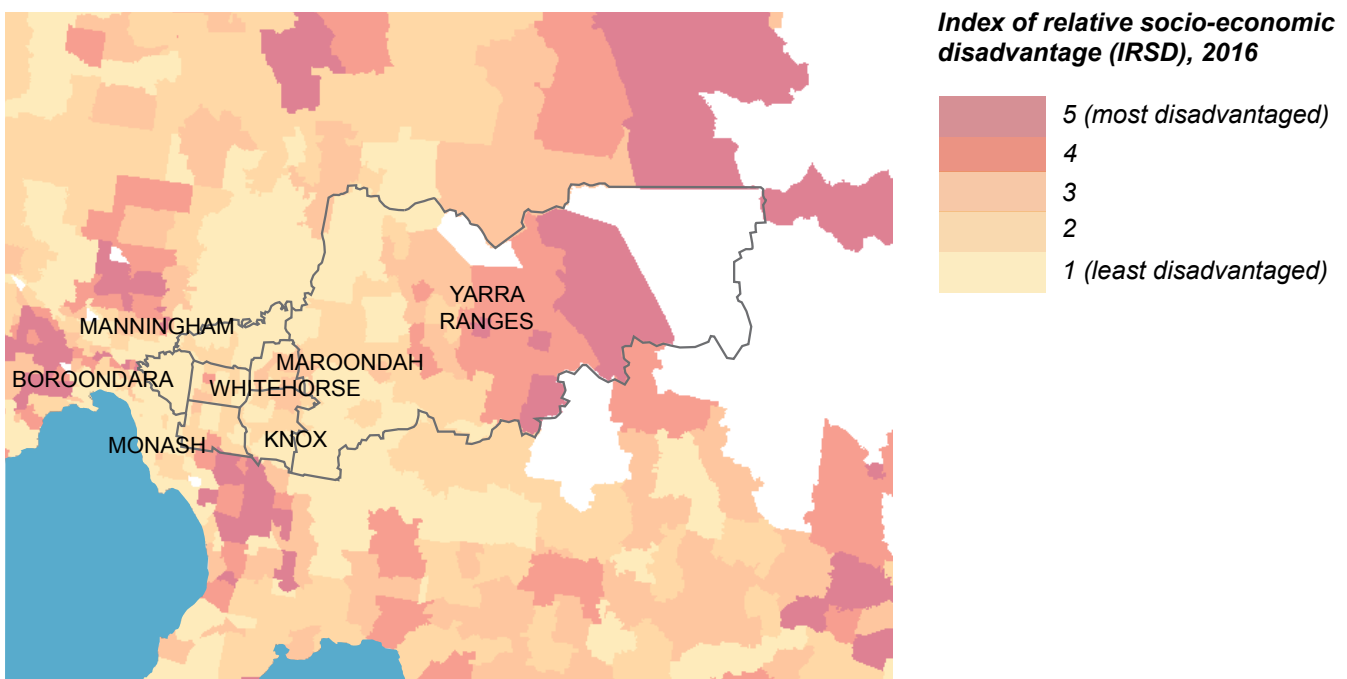 Index of relative socio-economic
disadvantage (IRSD), 2016
5 (most disadvantaged)
4
3
2
1 (least disadvantaged)
YARRA
RANGES
MANNINGHAM
MAROONDAH
BOROONDARA
WHITEHORSE
MONASH
KNOX